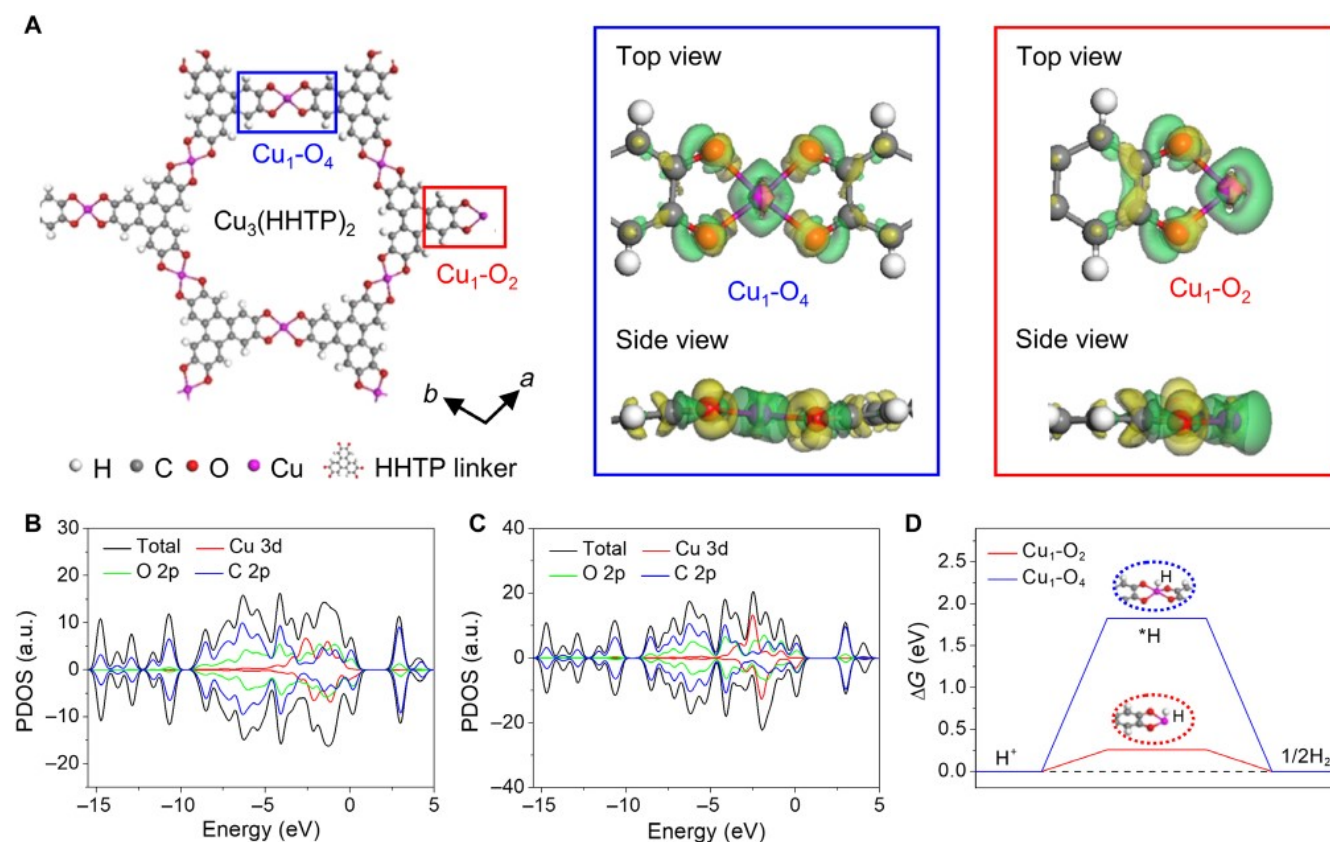 A
Cu₁-O₄
Cu₃(HHTP)₂
Cu₁-O₂
b
a
H
C
O
Cu
HHTP linker
Top view
Cu₁-O₄
Side view
Top view
Cu₁-O₂
Side view
B
30
20
10
0
–10
–20
PDOS (a.u.)
Total
Cu 3d
O 2p
C 2p
–15
–10
–5
0
5
Energy (eV)
C
40
20
0
–20
–40
PDOS (a.u.)
Total
Cu 3d
O 2p
C 2p
–15
–10
–5
0
5
Energy (eV)
D
2.5
2.0
1.5
1.0
0.5
0.0
ΔG (eV)
Cu₁-O₂
Cu₁-O₄
H
*H
H
H⁺
1/2H₂